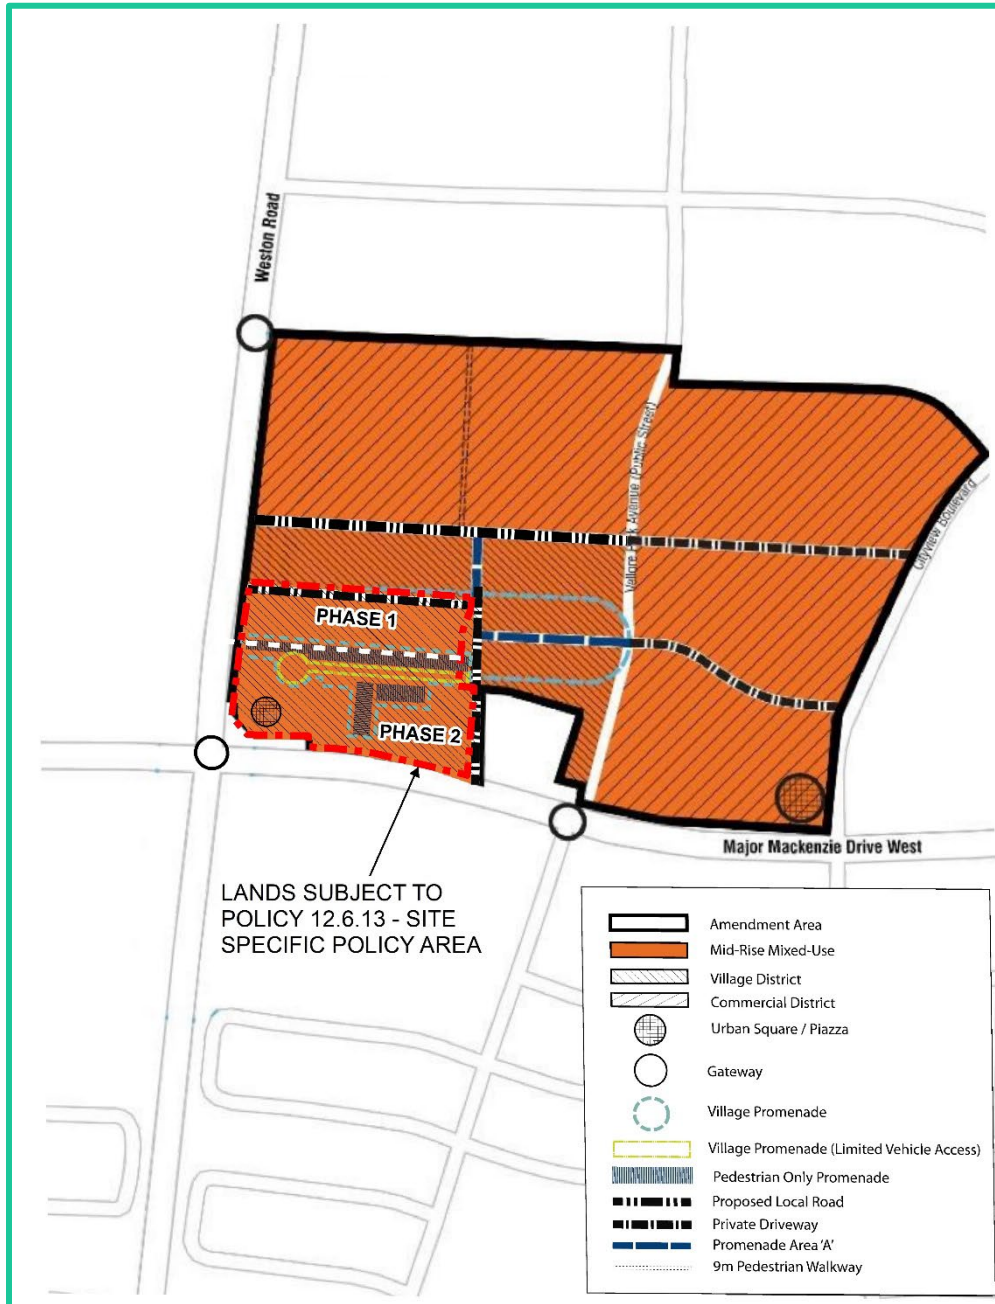 Weston Road
Vellore Park Avenue (Public Street)
Cityview Boulevard
PHASE 1
PHASE 2
Major Mackenzie Drive West
LANDS SUBJECT TO
POLICY 12.6.13 - SITE
SPECIFIC POLICY AREA
Amendment Area
Mid-Rise Mixed-Use
Village District
Commercial District
Urban Square / Piazza
Gateway
Village Promenade
Village Promenade (Limited Vehicle Access)
Pedestrian Only Promenade
Proposed Local Road
Private Driveway
Promenade Area 'A'
9m Pedestrian Walkway